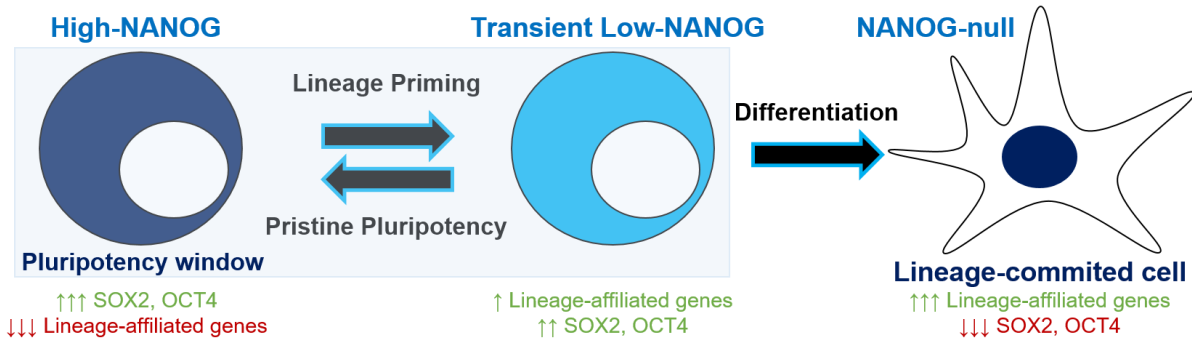 High-NANOG
Transient Low-NANOG
NANOG-null
Lineage Priming
Differentiation
Pristine Pluripotency
Pluripotency window
Lineage-commited cell
↑↑↑ SOX2, OCT4
↓↓↓ Lineage-affiliated genes
↑ Lineage-affiliated genes
↑↑ SOX2, OCT4
↑↑↑ Lineage-affiliated genes
↓↓↓ SOX2, OCT4